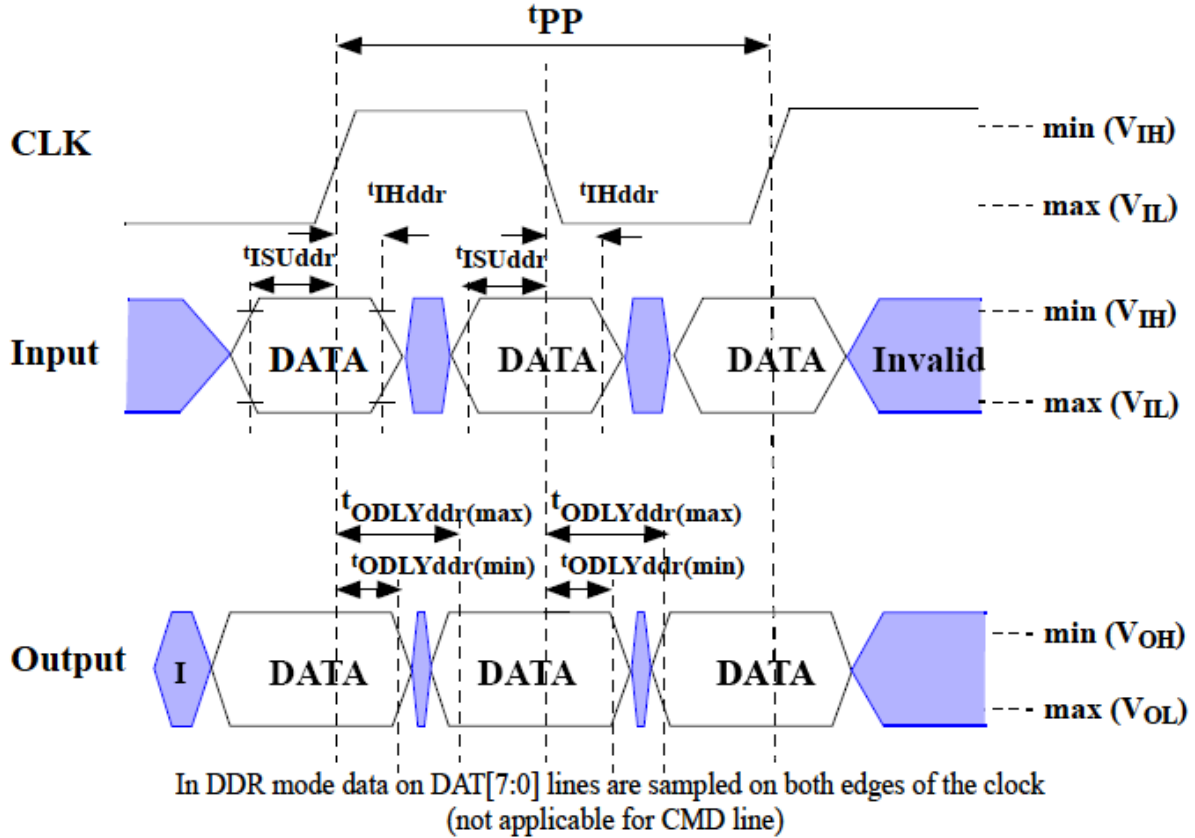 tPP
CLK
min (VIH)
max (VIL)
tIHddr tIHddr
tISUddr tISUddr
Input
DATA DATA DATA Invalid
min (VIH)
max (VIL)
tODLYddr(max) tODLYddr(max)
tODLYddr(min) tODLYddr(min)
Output
I DATA DATA DATA
min (VOH)
max (VOL)
In DDR mode data on DAT[7:0] lines are sampled on both edges of the clock
(not applicable for CMD line)